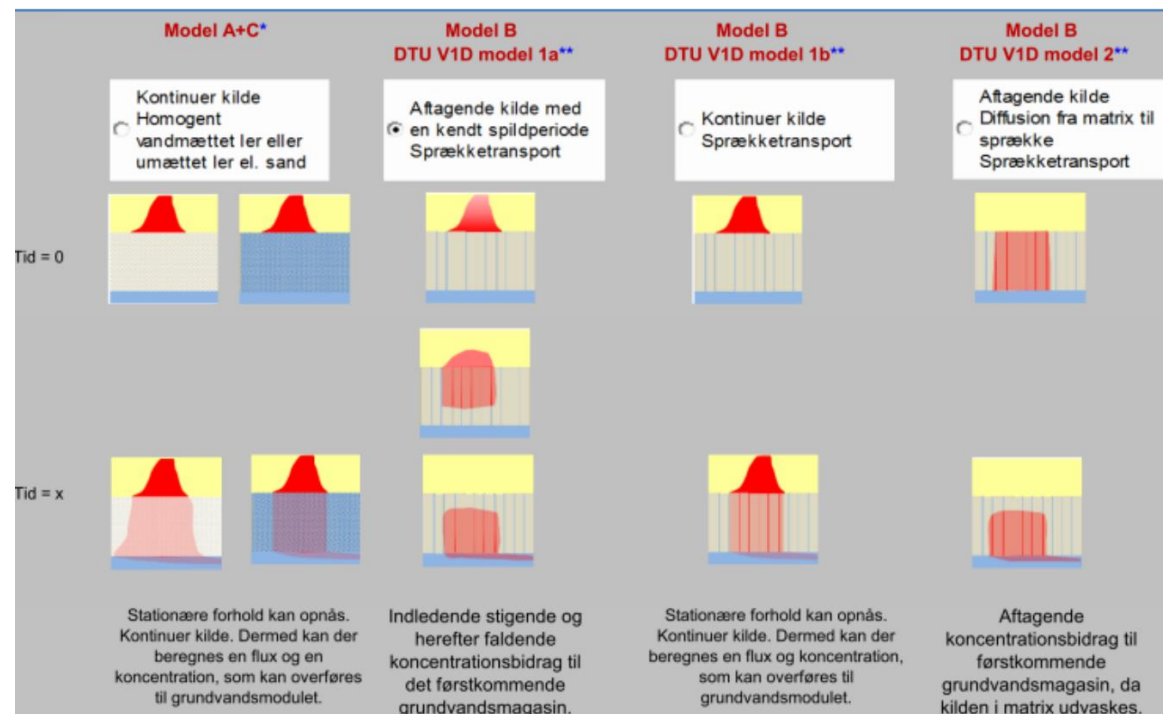 Model A+C*
Kontinuer kilde
Homogent
vandmættet ler eller
umættet ler el. sand
Model B
DTU V1D model 1a**
Aftagende kilde med
en kendt spildperiode
Sprækketransport
Model B
DTU V1D model 1b**
Kontinuer kilde
Sprækketransport
Model B
DTU V1D model 2**
Aftagende kilde
Diffusion fra matrix til
sprække
Sprækketransport
Tid = 0
Tid = x
Stationære forhold kan opnås.
Kontinuer kilde. Dermed kan der
beregnes en flux og en
koncentration, som kan overføres
til grundvandsmodulet.
Indledende stigende og
herefter faldende
koncentrationsbidrag til
det førstkommende
grundvandsmagasin.
Stationære forhold kan opnås.
Kontinuer kilde. Dermed kan der
beregnes en flux og koncentration,
som kan overføres til
grundvandsmodulet.
Aftagende
koncentrationsbidrag til
førstkommende
grundvandsmagasin, da
kilden i matrix udvaskes.